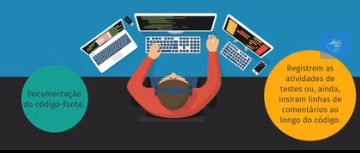 Documentação
do código-fonte.
Registrem as
atividades de
testes ou, ainda,
insiram linhas de
comentários ao
longo do código.